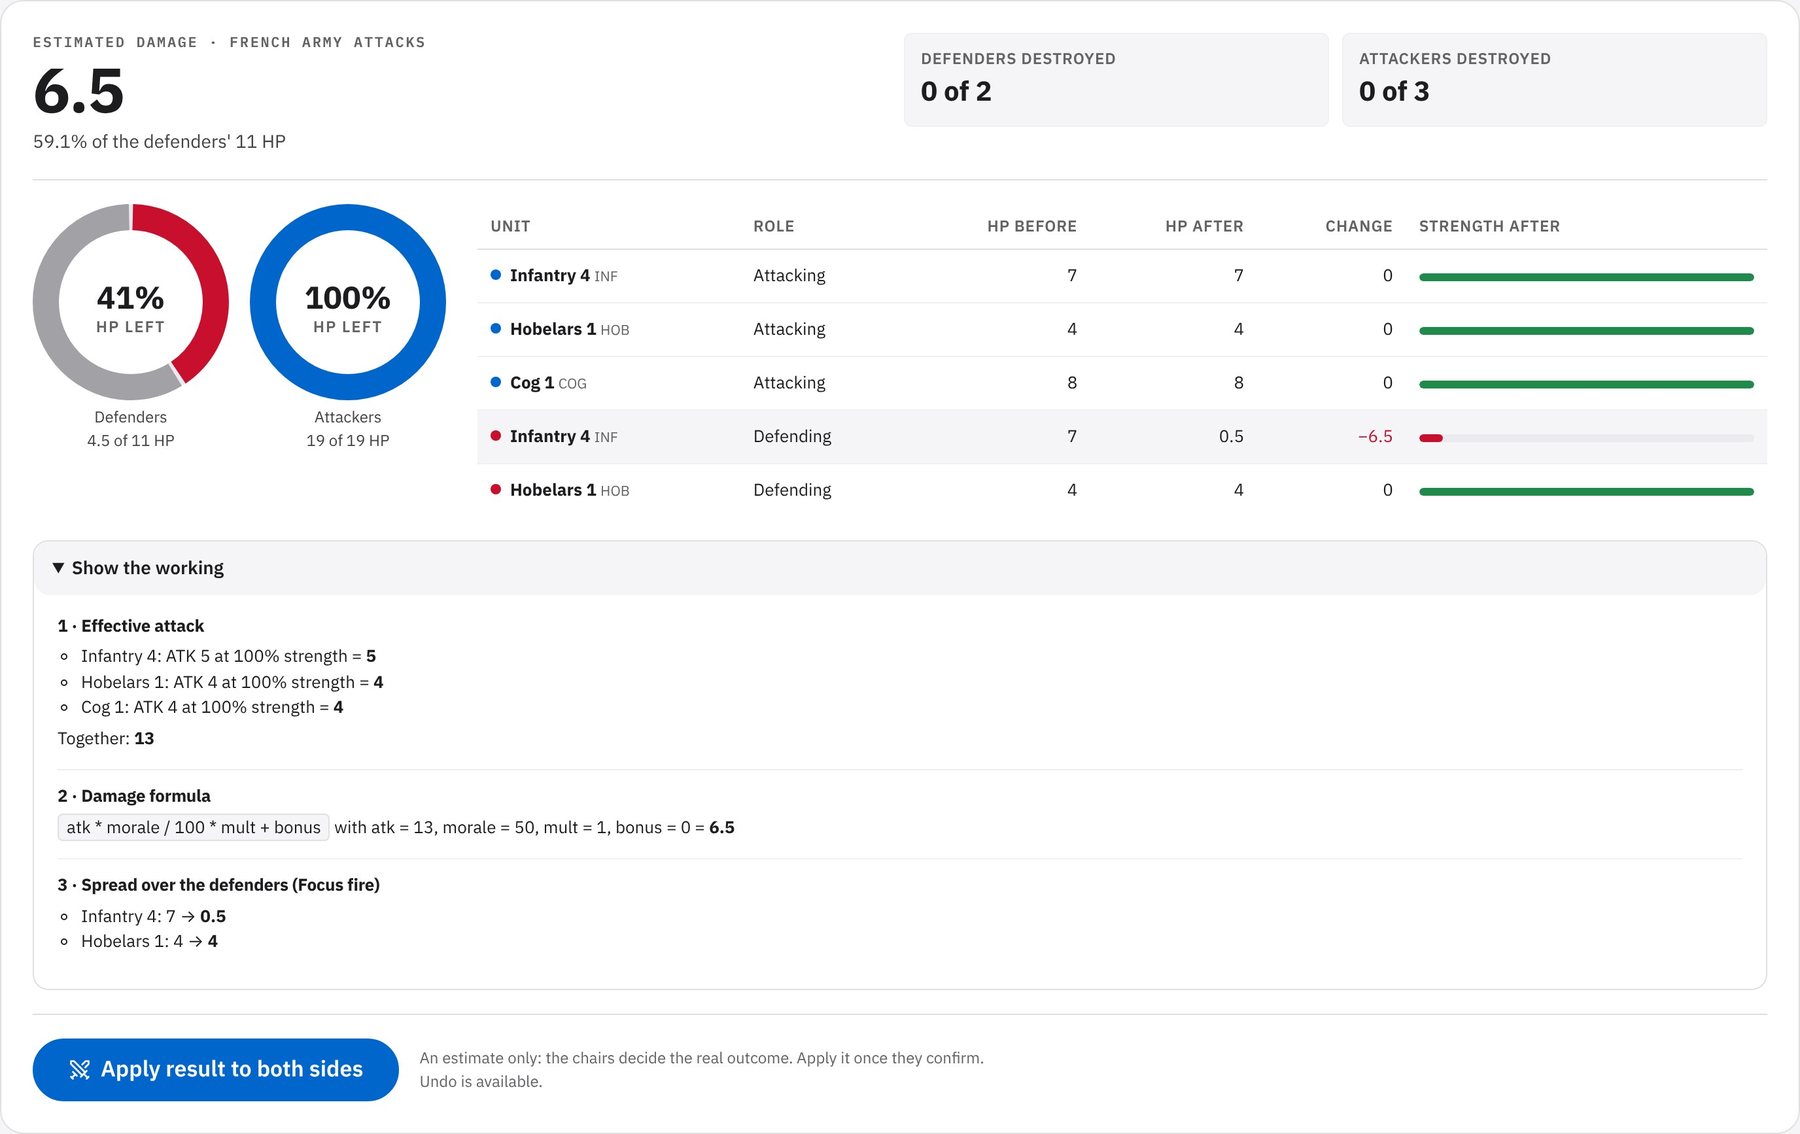 ESTIMATED DAMAGE · FRENCH ARMY ATTACKS
6.5
59.1% of the defenders' 11 HP
DEFENDERS DESTROYED
0 of 2
ATTACKERS DESTROYED
0 of 3
41%
HP LEFT
Defenders
4.5 of 11 HP
100%
HP LEFT
Attackers
19 of 19 HP
UNIT ROLE HP BEFORE HP AFTER CHANGE STRENGTH AFTER
Infantry 4 INF Attacking 7 7 0
Hobelars 1 HOB Attacking 4 4 0
Cog 1 COG Attacking 8 8 0
Infantry 4 INF Defending 7 0.5 −6.5
Hobelars 1 HOB Defending 4 4 0
▼ Show the working
1 · Effective attack
Infantry 4: ATK 5 at 100% strength = 5
Hobelars 1: ATK 4 at 100% strength = 4
Cog 1: ATK 4 at 100% strength = 4
Together: 13
2 · Damage formula
atk * morale / 100 * mult + bonus with atk = 13, morale = 50, mult = 1, bonus = 0 = 6.5
3 · Spread over the defenders (Focus fire)
Infantry 4: 7 → 0.5
Hobelars 1: 4 → 4
Apply result to both sides
An estimate only: the chairs decide the real outcome. Apply it once they confirm.
Undo is available.